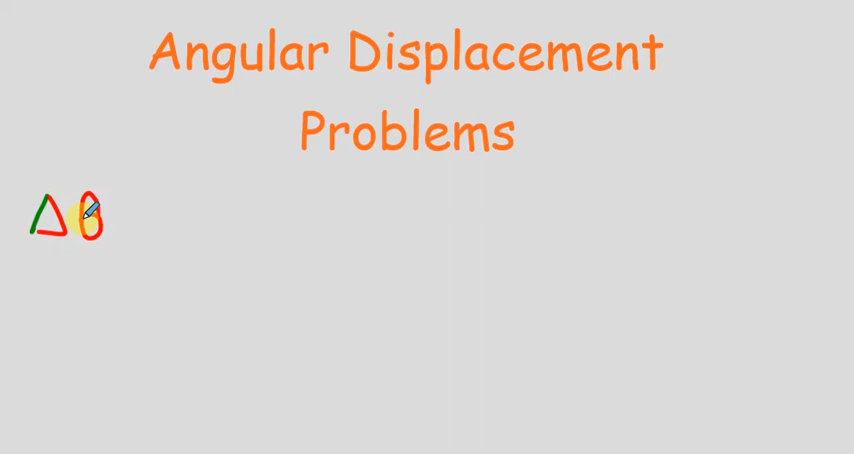 Angular Displacement
Problems
Δθ